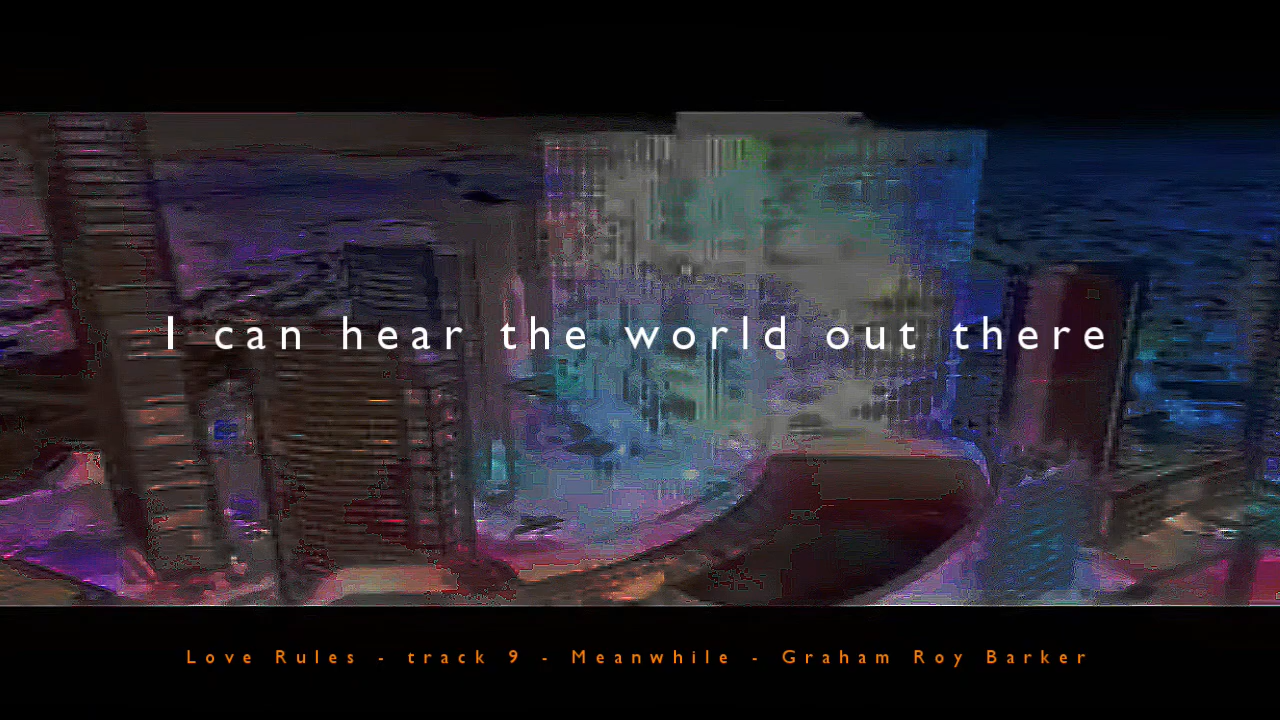 I can hear the world out there
Love Rules - track 9 - Meanwhile - Graham Roy Barker